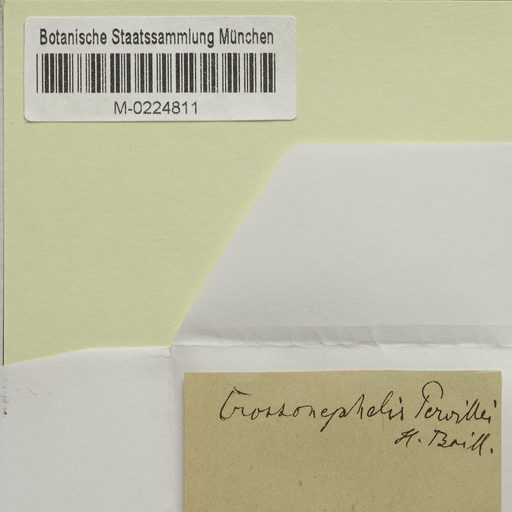 Botanische Staatssammlung München
M-0224811
Crossonephelis Pervillei
H. Baill.